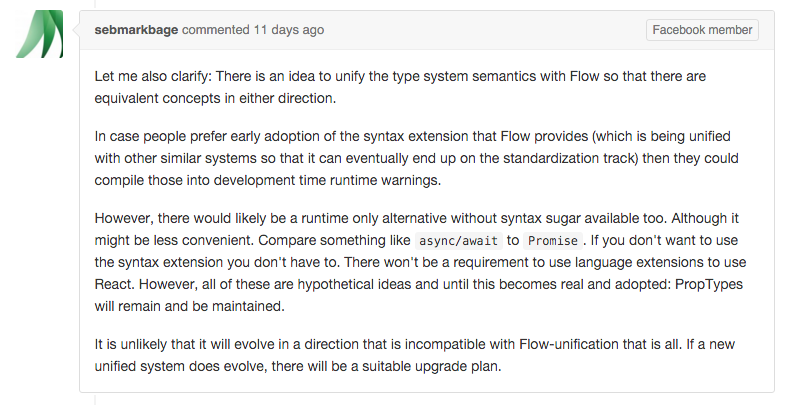 sebmarkbage commented 11 days ago
Facebook member
Let me also clarify: There is an idea to unify the type system semantics with Flow so that there are
equivalent concepts in either direction.
In case people prefer early adoption of the syntax extension that Flow provides (which is being unified
with other similar systems so that it can eventually end up on the standardization track) then they could
compile those into development time runtime warnings.
However, there would likely be a runtime only alternative without syntax sugar available too. Although it
might be less convenient. Compare something like async/await to Promise. If you don't want to use
the syntax extension you don't have to. There won't be a requirement to use language extensions to use
React. However, all of these are hypothetical ideas and until this becomes real and adopted: PropTypes
will remain and be maintained.
It is unlikely that it will evolve in a direction that is incompatible with Flow-unification that is all. If a new
unified system does evolve, there will be a suitable upgrade plan.